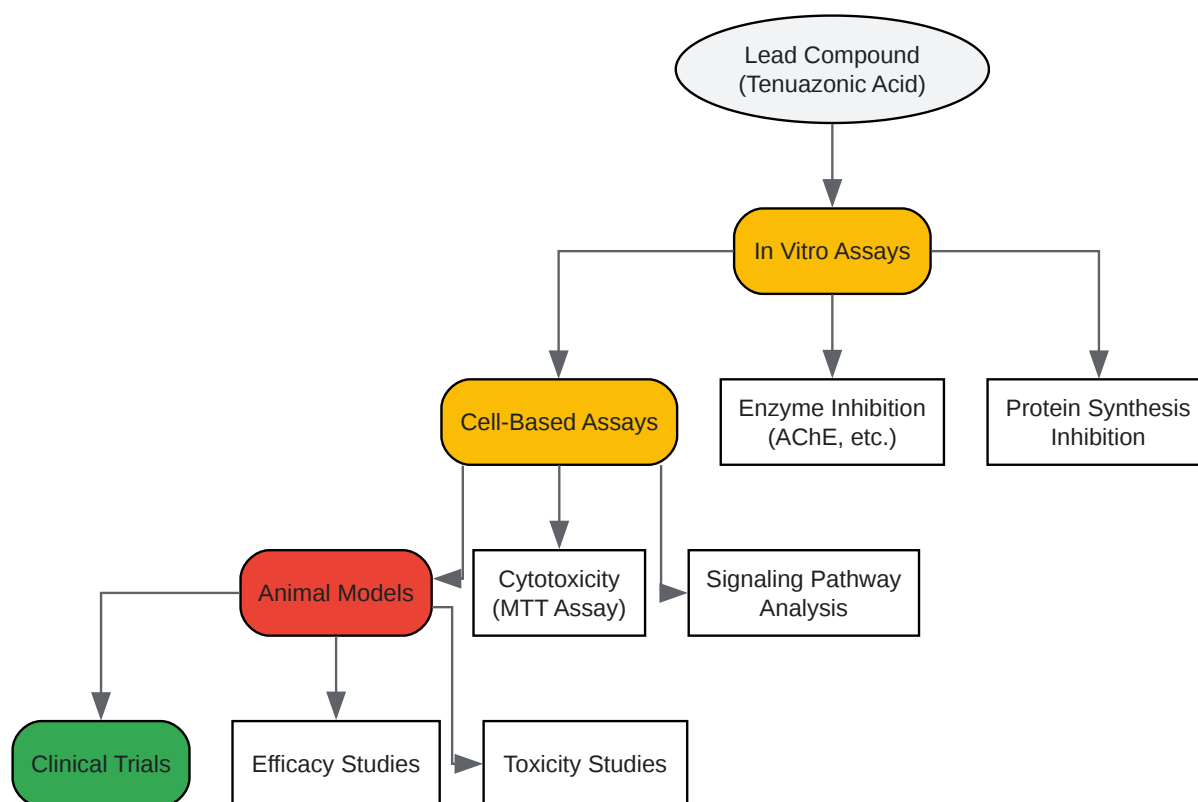 Lead Compound
(Tenuazonic Acid)
In Vitro Assays
Cell-Based Assays
Enzyme Inhibition
(AChE, etc.)
Protein Synthesis
Inhibition
Animal Models
Cytotoxicity
(MTT Assay)
Signaling Pathway
Analysis
Clinical Trials
Efficacy Studies
Toxicity Studies